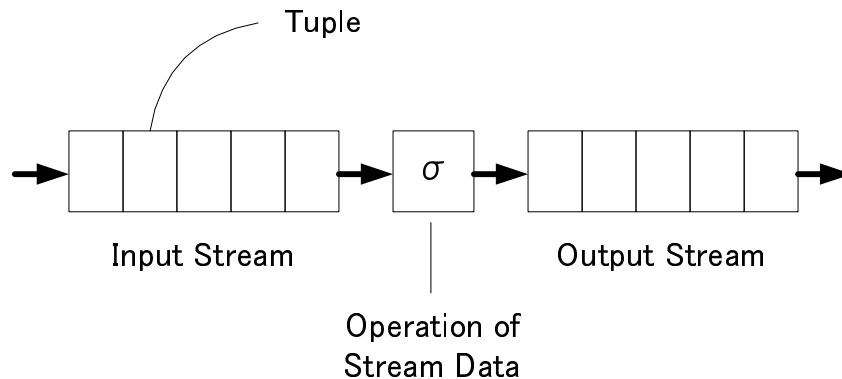 Tuple
σ
Input Stream
Output Stream
Operation of
Stream Data